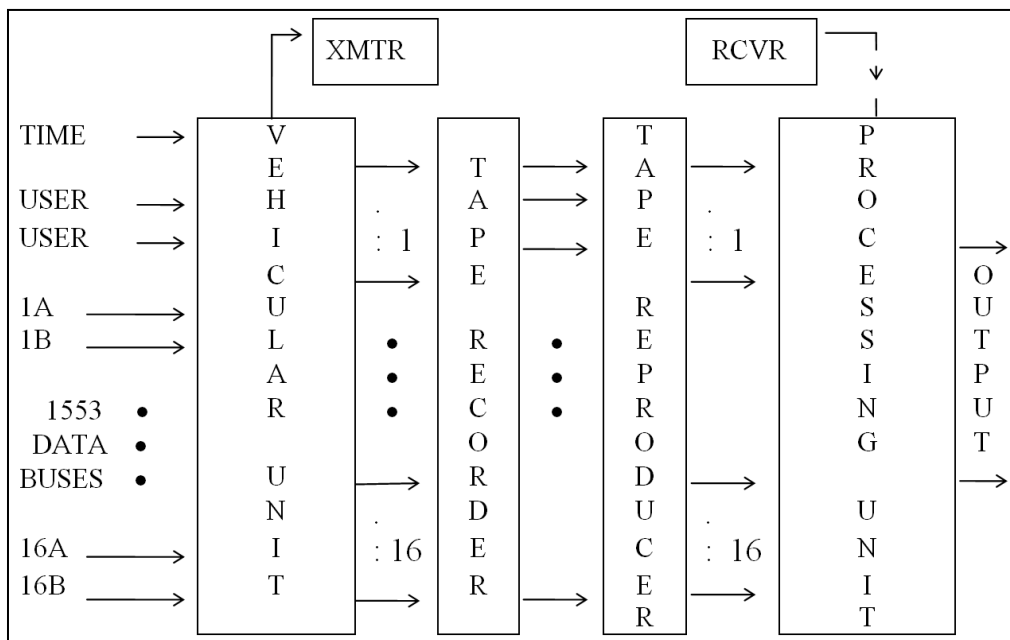 XMTR
RCVR
TIME
USER
USER
1A
1B
1553
DATA
BUSES
16A
16B
VEHICULAR UNIT
: 1
: 16
TAPE RECORDER
TAPE REPRODUCER
: 1
: 16
PROCESSING UNIT
OUTPUT